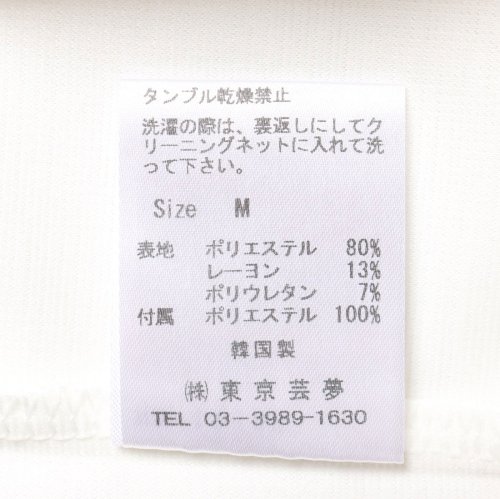 タンブル乾燥禁止
洗濯の際は、裏返しにしてク
リーニングネットに入れて洗
って下さい。
Size M
表地 ポリエステル 80%
レーヨン 13%
ポリウレタン 7%
付属 ポリエステル 100%
韓国製
㈱東京芸夢
TEL 03-3989-1630